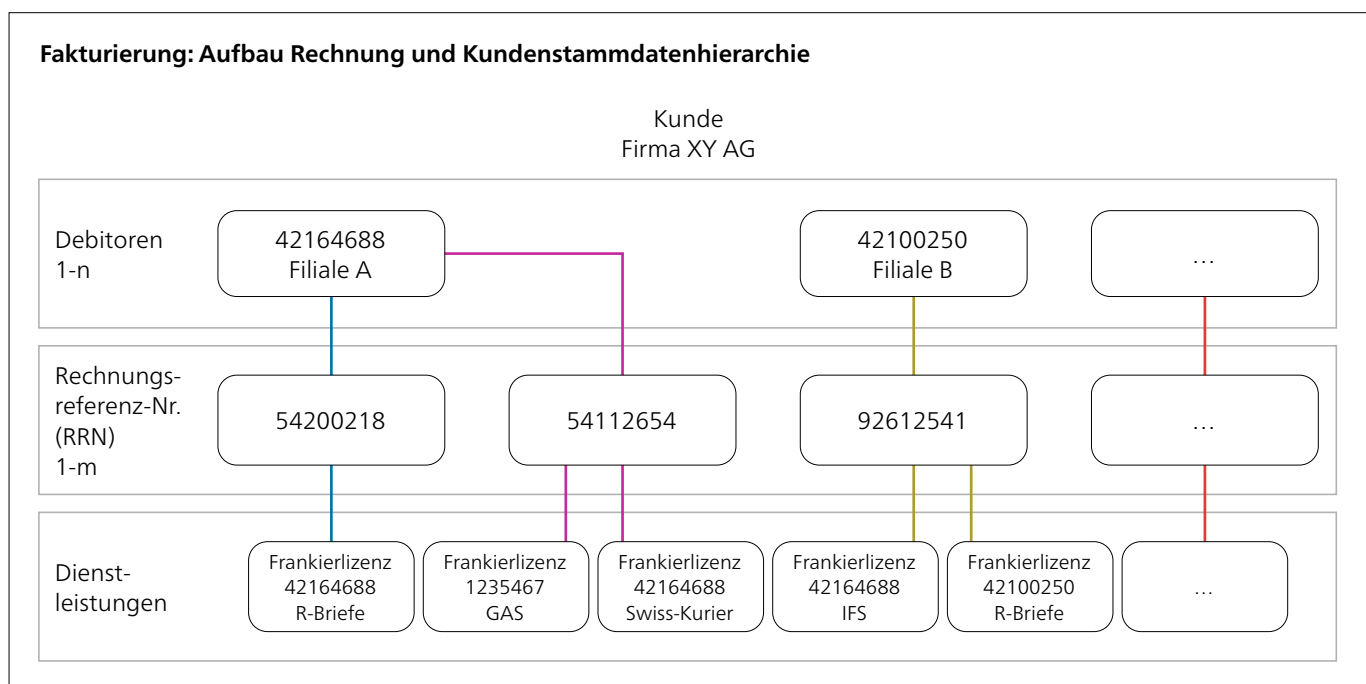 Fakturierung: Aufbau Rechnung und Kundenstammdatenhierarchie
Kunde
Firma XY AG
Debitoren
1-n
42164688
Filiale A
42100250
Filiale B
…
Rechnungs-
referenz-Nr.
(RRN)
1-m
54200218
54112654
92612541
…
Dienst-
leistungen
Frankierlizenz
42164688
R-Briefe
Frankierlizenz
1235467
GAS
Frankierlizenz
42164688
Swiss-Kurier
Frankierlizenz
42164688
IFS
Frankierlizenz
42100250
R-Briefe
…